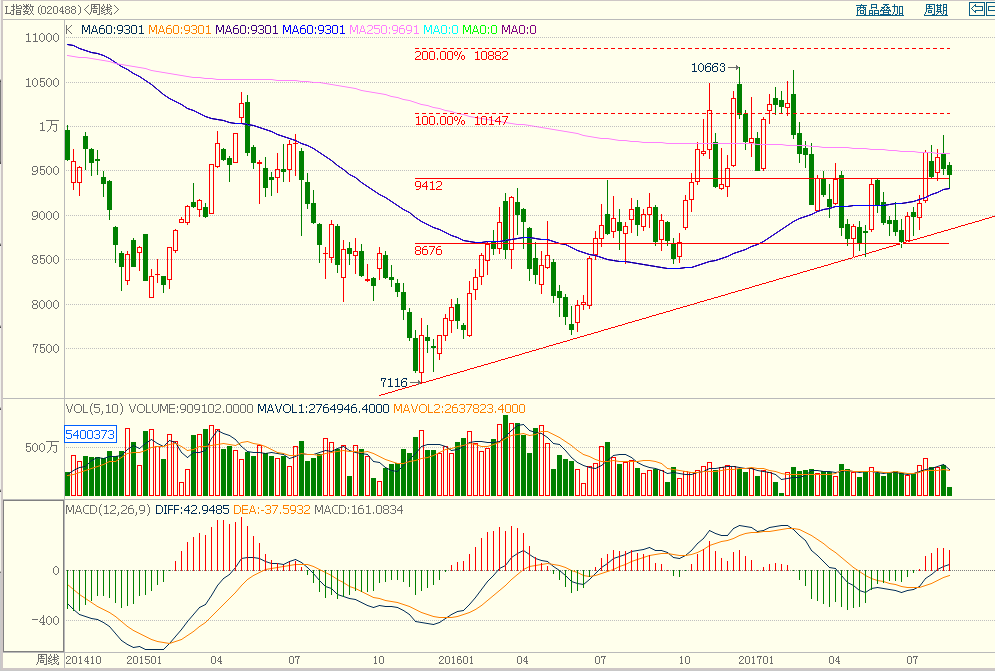 L指数 (020488)〈周线〉 商品叠加 周期
K MA60:9301 MA60:9301 MA60:9301 MA60:9301 MA250:9691 MA0:0 MA0:0 MA0:0
11000
200.00% 10882
10663
10500
100.00% 10147
1万
9500
9412
9000
8676
8500
8000
7500
7116
VOL(5,10) VOLUME:909102.0000 MAVOL1:2764946.4000 MAVOL2:2637823.4000
5400373
500万
MACD(12,26,9) DIFF:42.9485 DEA:-37.5932 MACD:161.0834
0
-400
周线 201410 201501 04 07 10 201601 04 07 10 201701 04 07